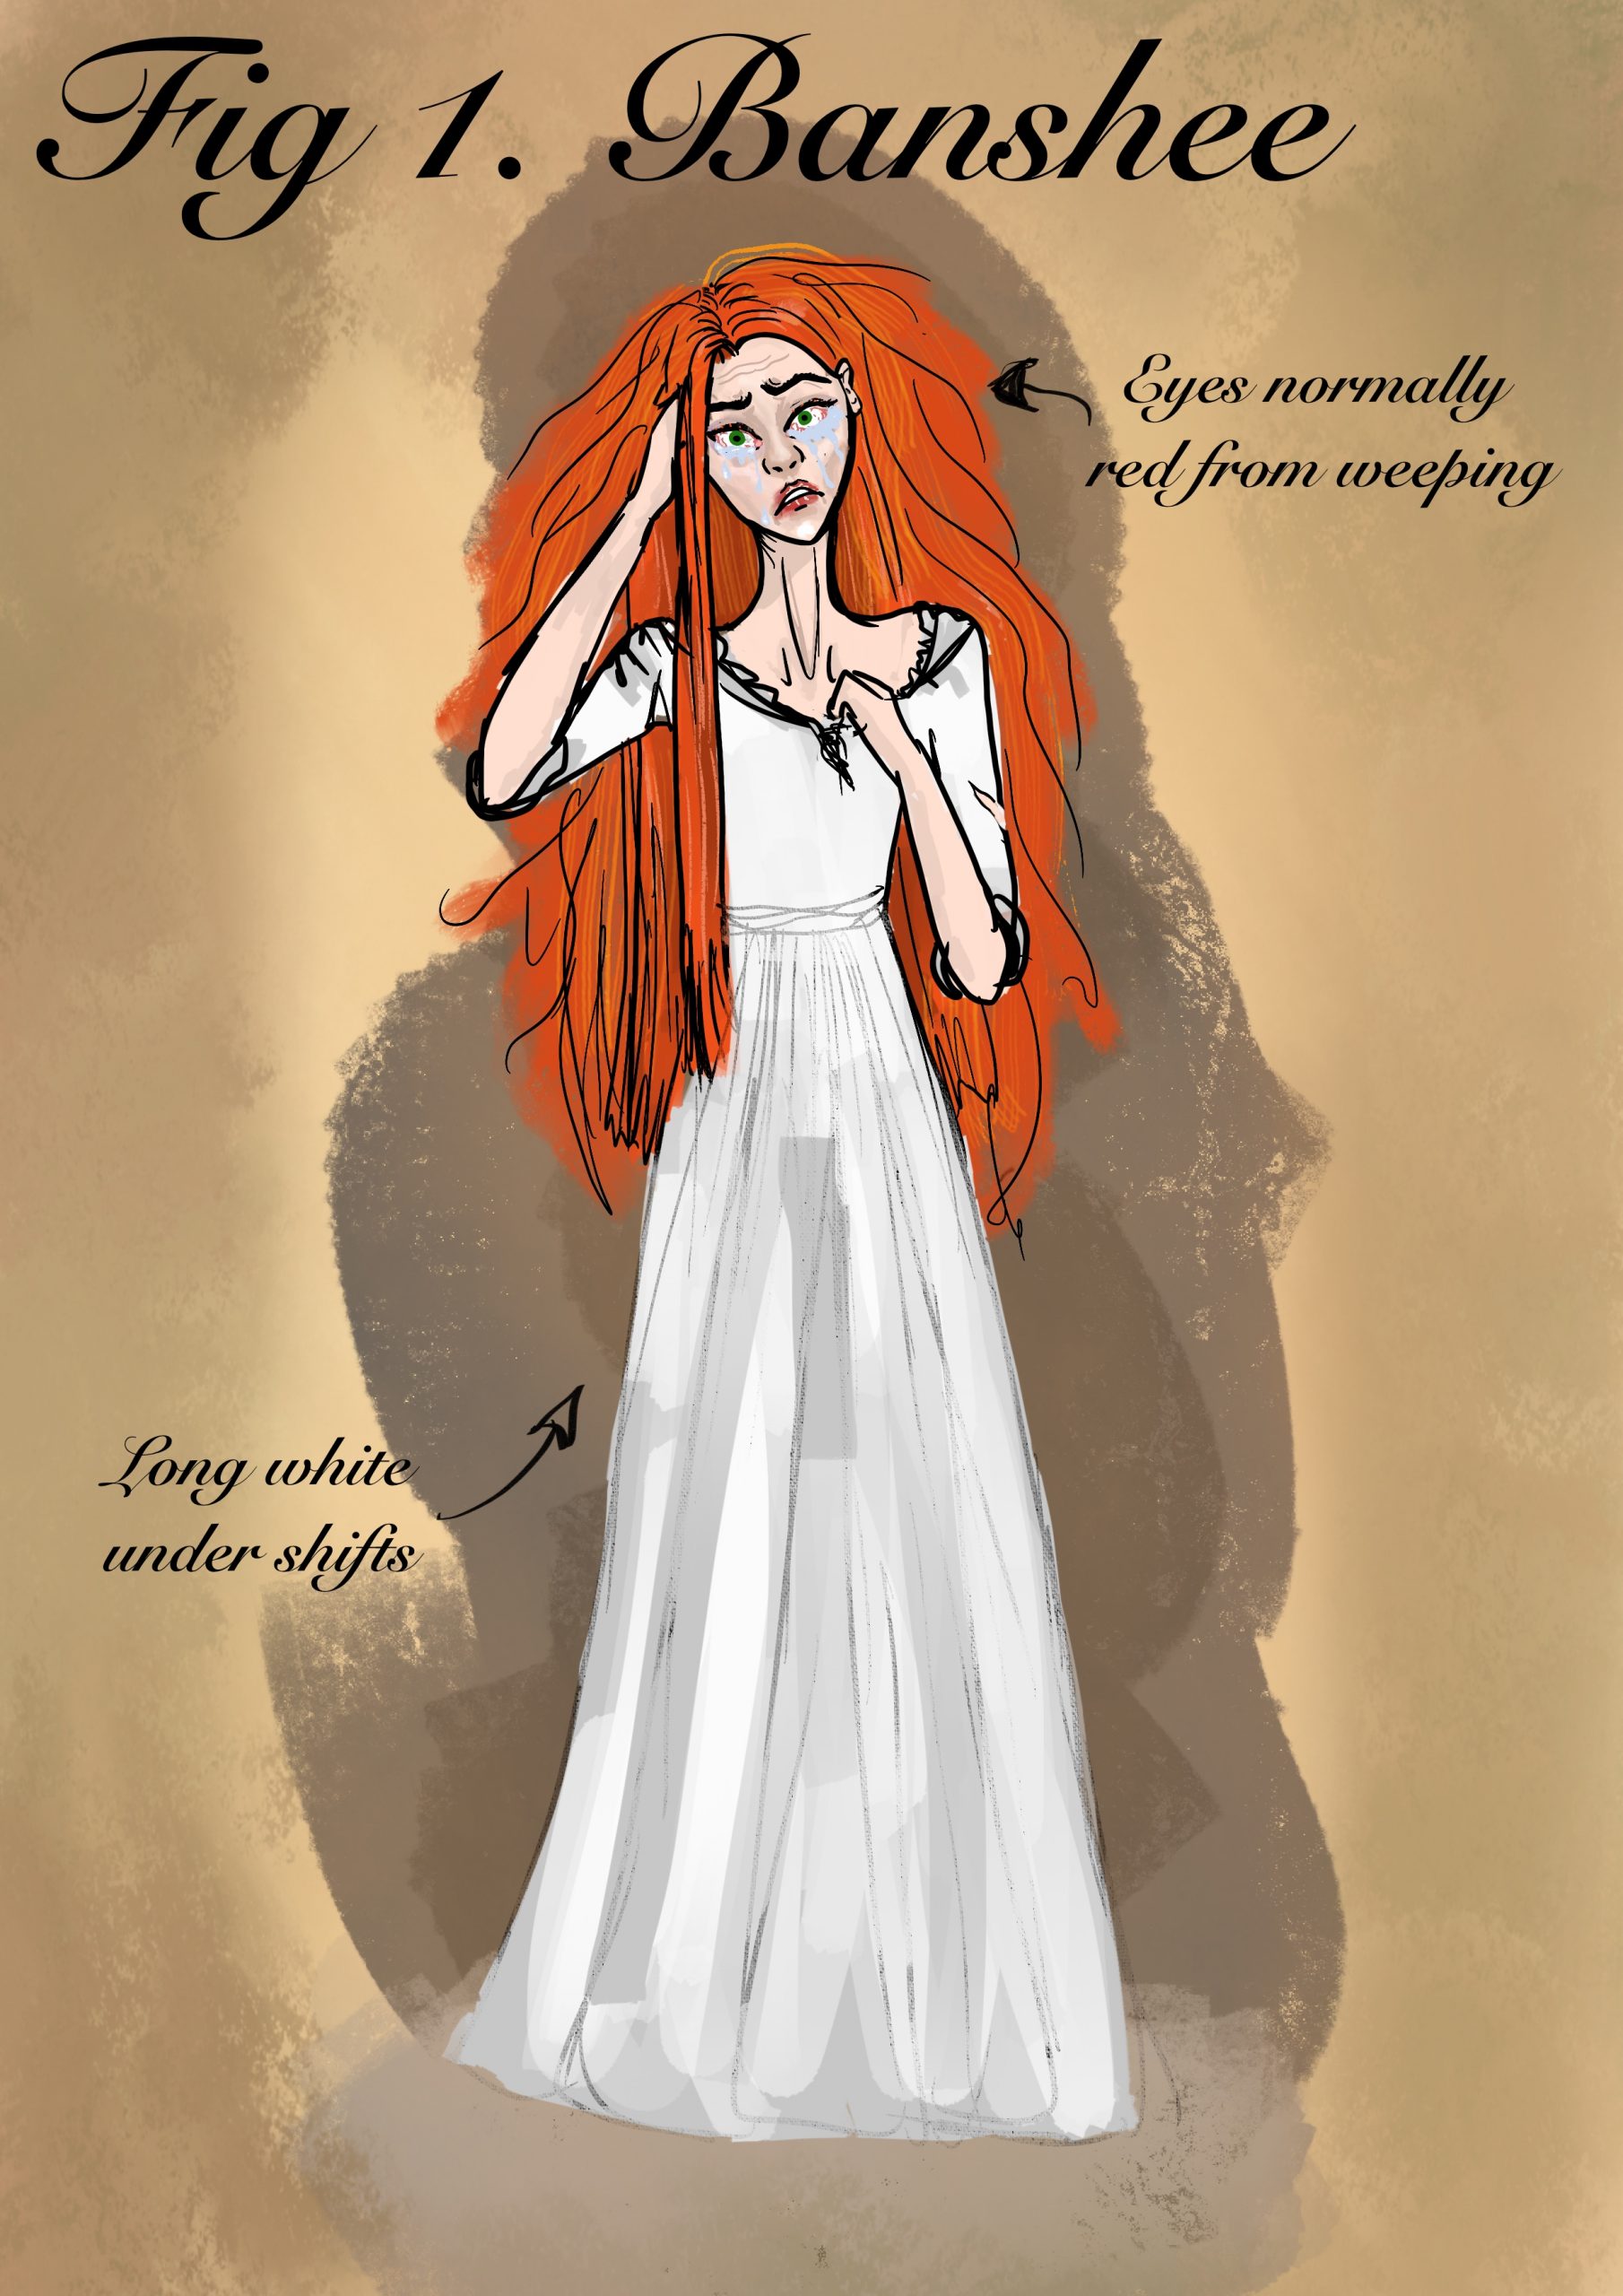 Fig 1. Banshee
Eyes normally
red from weeping
Long white
under shifts